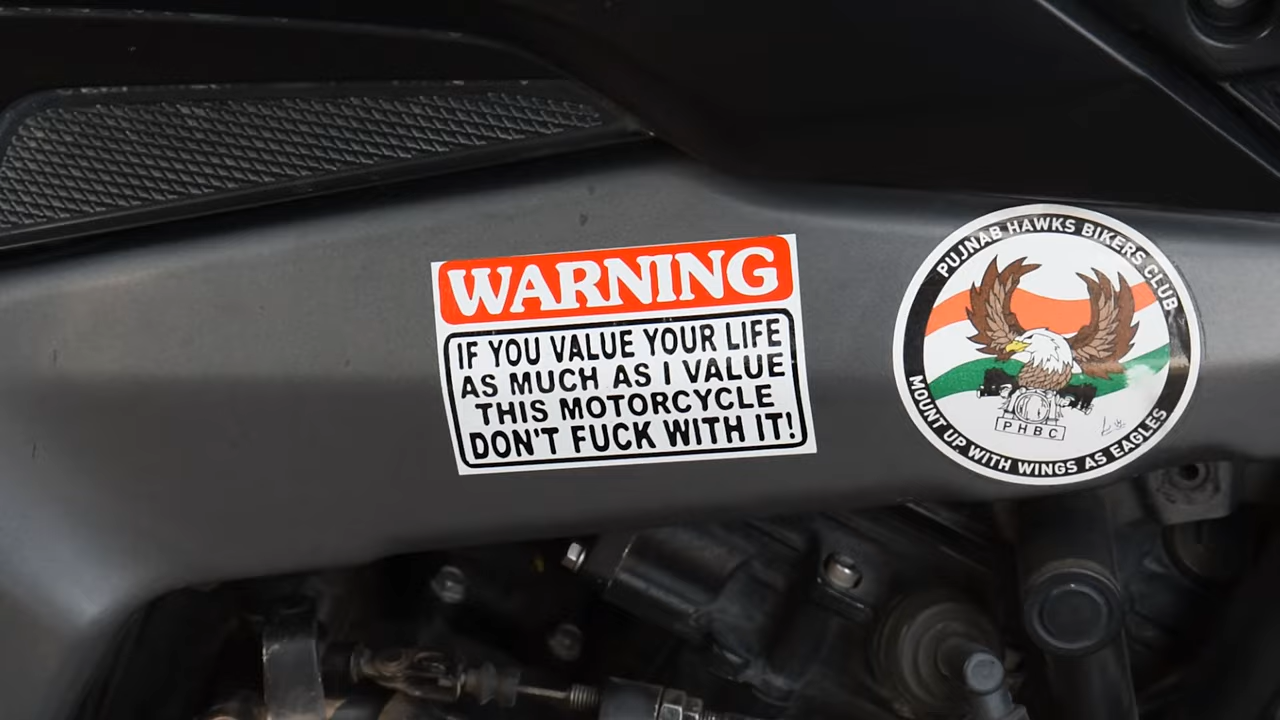 WARNING
IF YOU VALUE YOUR LIFE
AS MUCH AS I VALUE
THIS MOTORCYCLE
DON'T FUCK WITH IT!
PUJNAB HAWKS BIKERS CLUB
PHBC
MOUNT UP WITH WINGS AS EAGLES